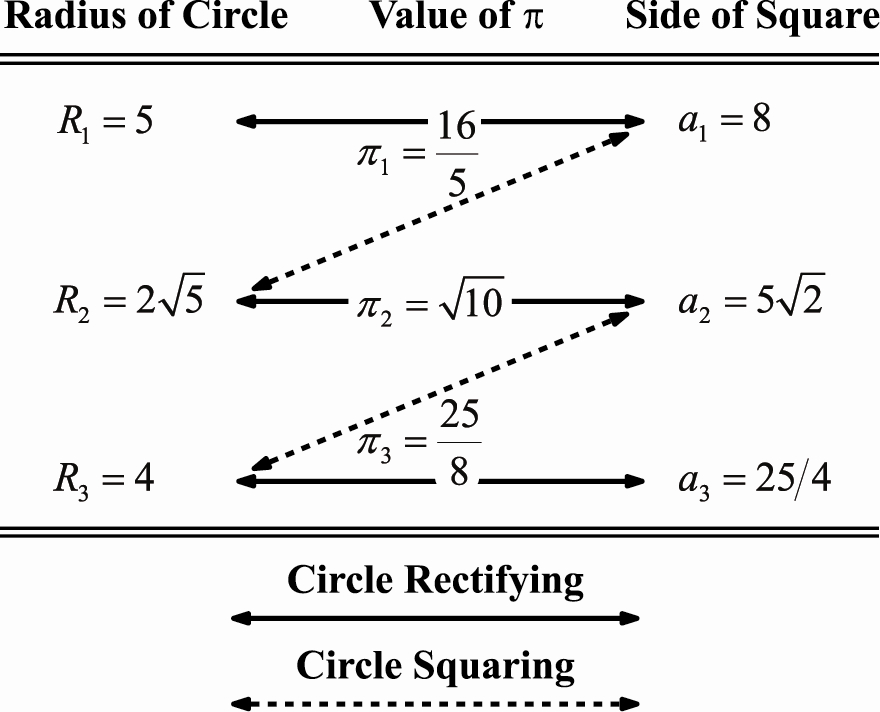 Radius of Circle Value of π Side of Square
R₁ = 5 π₁ = 16/5 a₁ = 8
R₂ = 2√5 π₂ = √10 a₂ = 5√2
R₃ = 4 π₃ = 25/8 a₃ = 25/4
Circle Rectifying
Circle Squaring